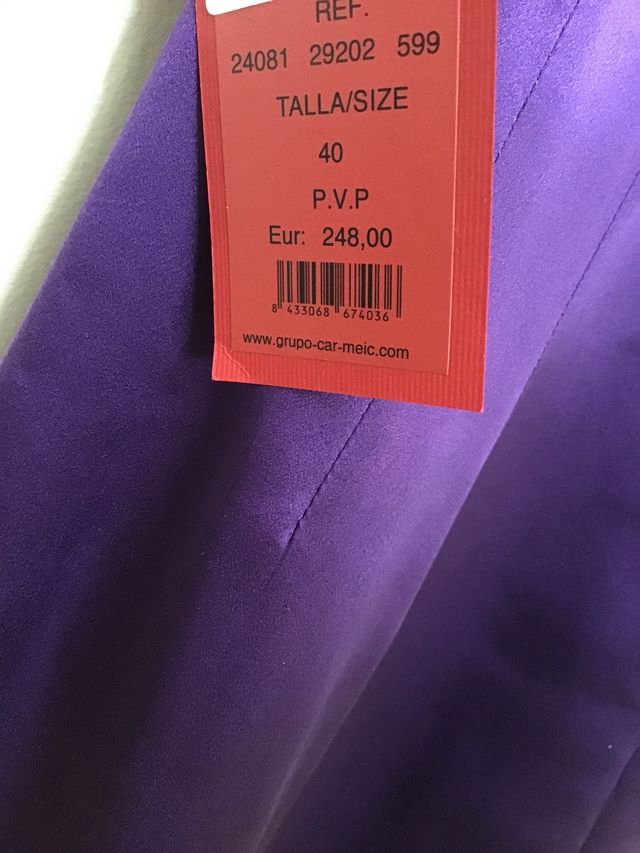 REF.
24081 29202 599
TALLA/SIZE
40
P.V.P
Eur: 248,00
8 433068 674036
www.grupo-car-meic.com